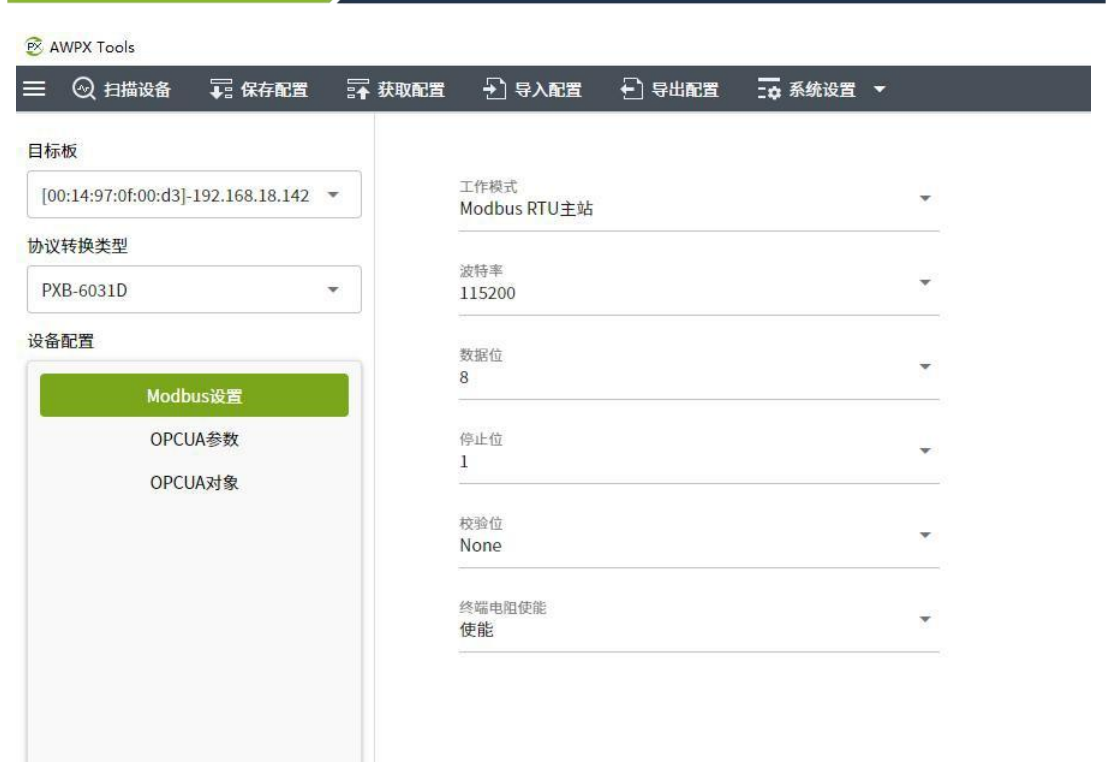 AWPX Tools
扫描设备 保存配置 获取配置 导入配置 导出配置 系统设置
目标板
[00:14:97:0f:00:d3]-192.168.18.142
协议转换类型
PXB-6031D
设备配置
Modbus设置
OPCUA参数
OPCUA对象
工作模式
Modbus RTU主站
波特率
115200
数据位
8
停止位
1
校验位
None
终端电阻使能
使能